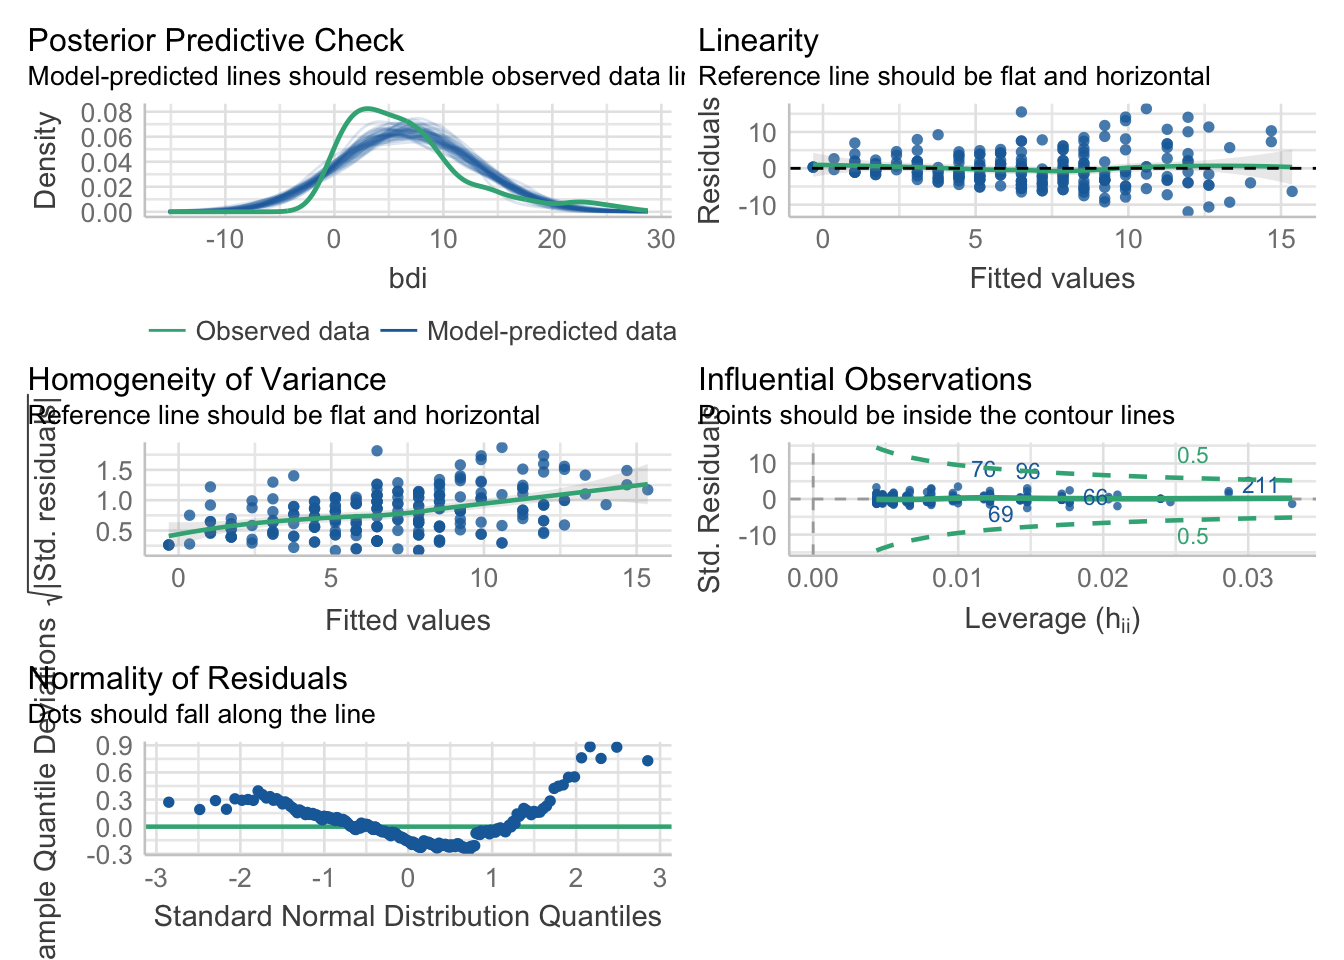 Posterior Predictive Check
Model-predicted lines should resemble observed data
Density
0.08
0.06
0.04
0.02
0.00
-10
0
10
20
30
bdi
Observed data
Model-predicted data
Linearity
Reference line should be flat and horizontal
Residuals
10
0
-10
0
5
10
15
Fitted values
Homogeneity of Variance
Reference line should be flat and horizontal
√|Std. residuals|
1.5
1.0
0.5
0
5
10
15
Fitted values
Influential Observations
Points should be inside the contour lines
Std. Residuals
10
0
-10
0.5
76
96
211
66
69
0.5
0.00
0.01
0.02
0.03
Leverage (hii)
Normality of Residuals
Dots should fall along the line
ample Quantile Deviations
0.9
0.6
0.3
0.0
-0.3
-3
-2
-1
0
1
2
3
Standard Normal Distribution Quantiles